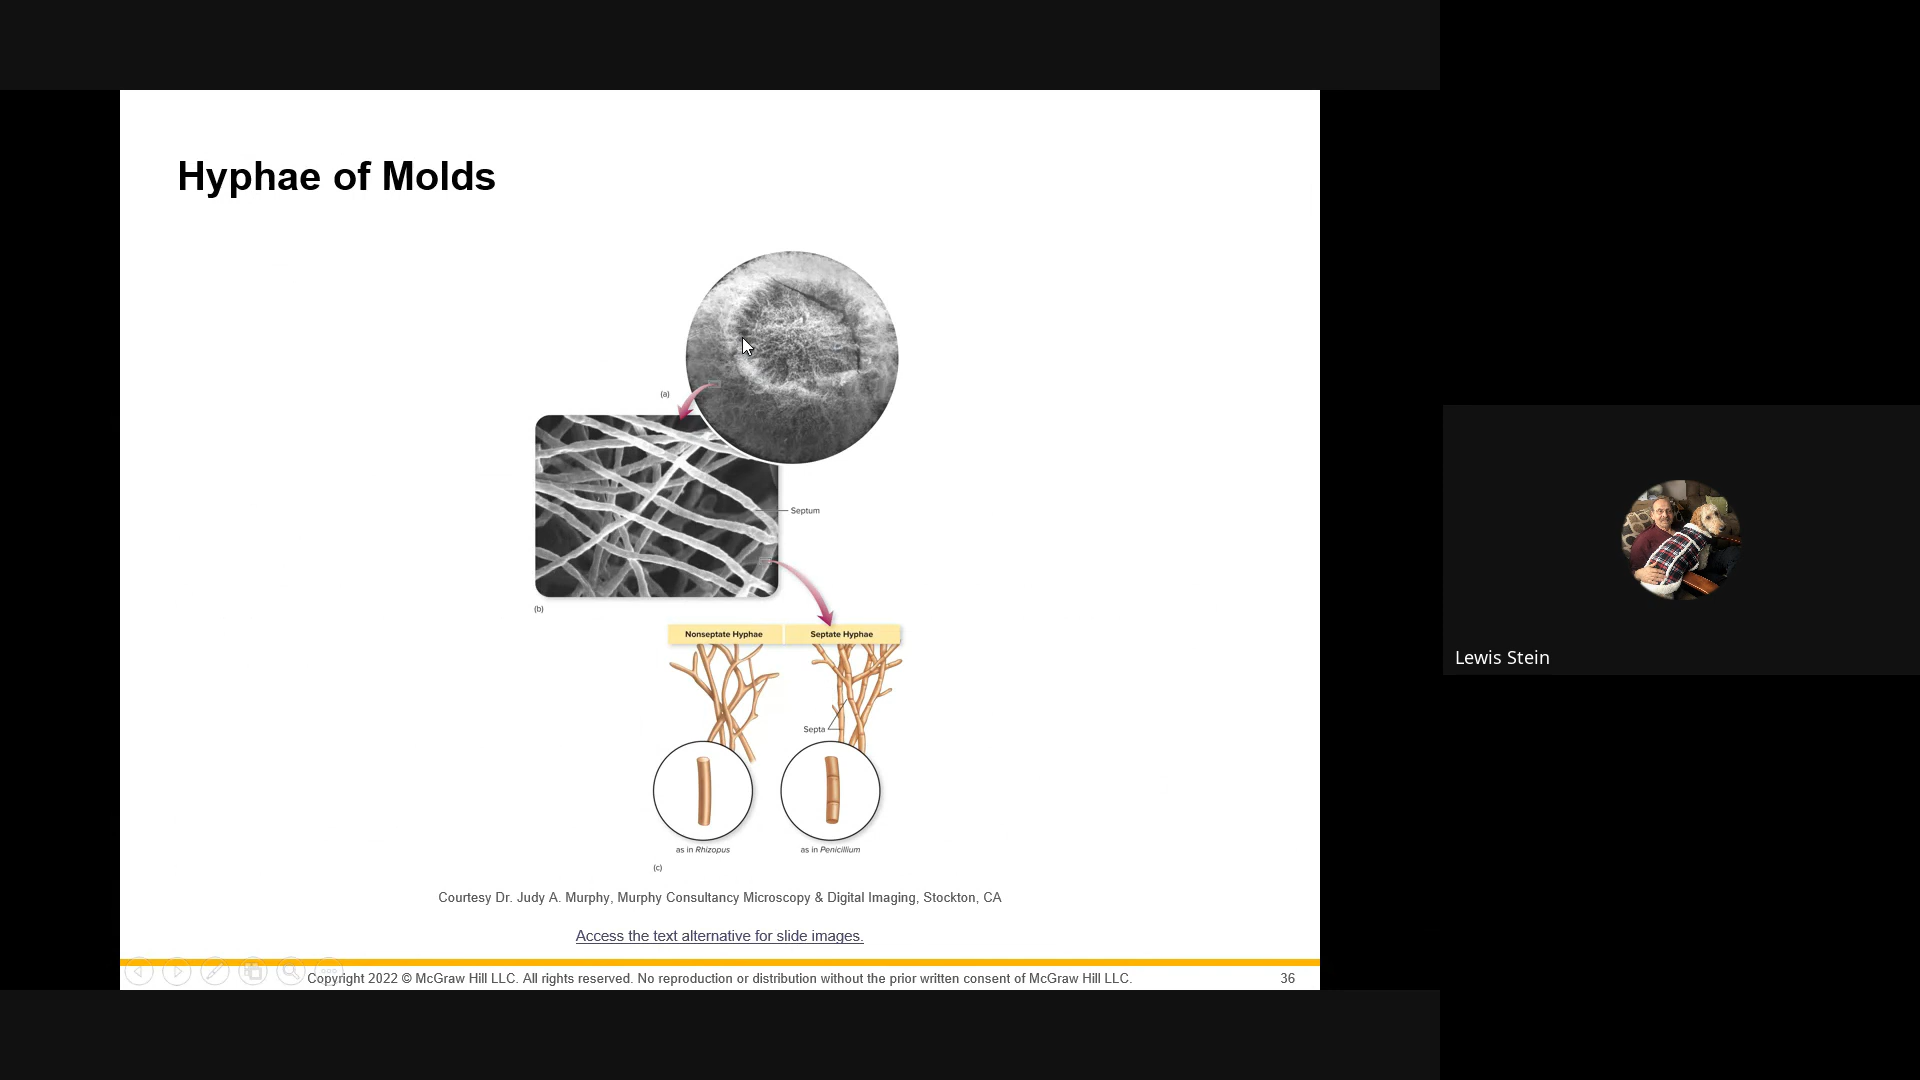 Hyphae of Molds
(a)
Septum
(b)
Nonseptate Hyphae
Septate Hyphae
Septa
as in Rhizopus
as in Penicillium
(c)
Courtesy Dr. Judy A. Murphy, Murphy Consultancy Microscopy & Digital Imaging, Stockton, CA
Access the text alternative for slide images.
Copyright 2022 © McGraw Hill LLC. All rights reserved. No reproduction or distribution without the prior written consent of McGraw Hill LLC.
36
Lewis Stein